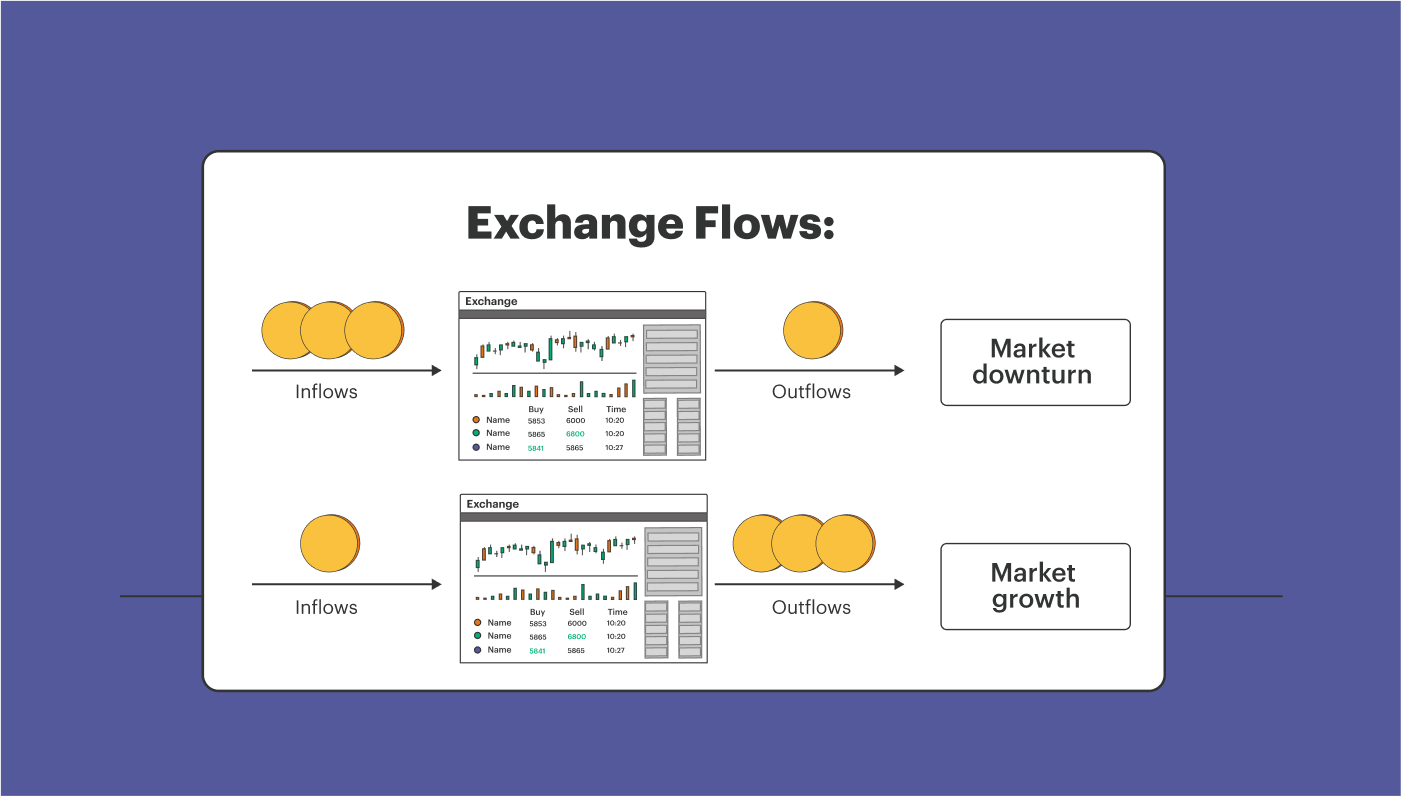 Exchange Flows:
Exchange
Inflows
Outflows
Market
downturn
Buy Sell Time
Name 5853 6000 10:20
Name 5865 6800 10:20
Name 5841 5865 10:27
Exchange
Inflows
Outflows
Market
growth
Buy Sell Time
Name 5853 6000 10:20
Name 5865 6800 10:20
Name 5841 5865 10:27